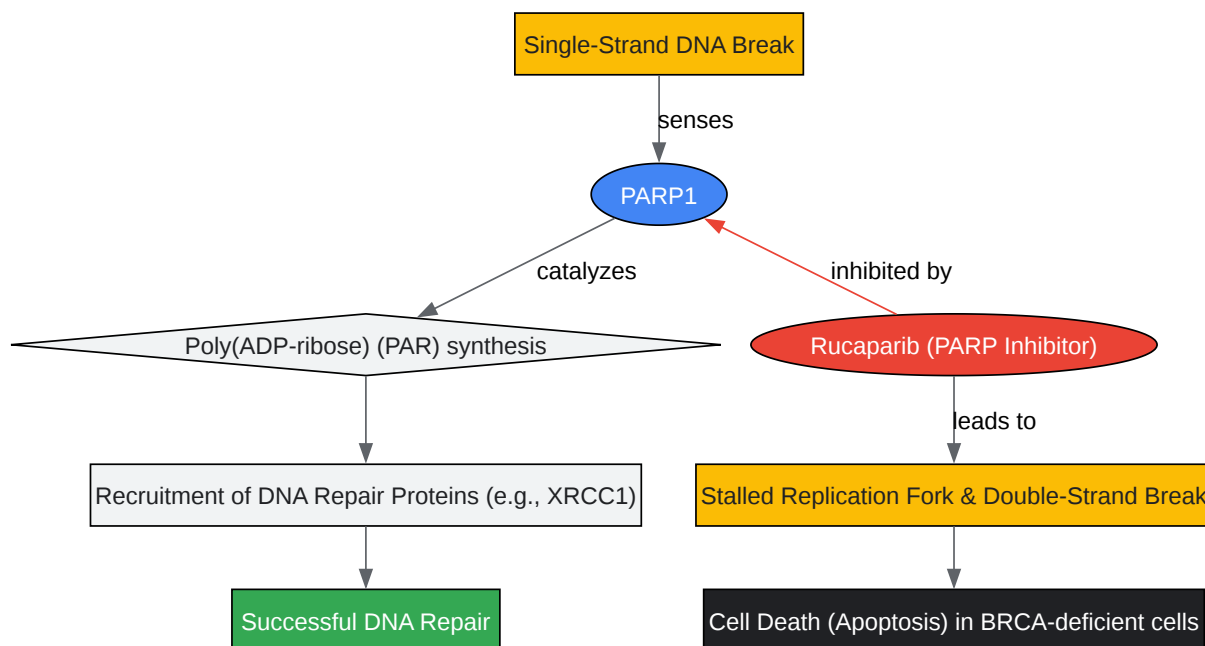 Single-Strand DNA Break
senses
PARP1
catalyzes
inhibited by
Poly(ADP-ribose) (PAR) synthesis
Rucaparib (PARP Inhibitor)
leads to
Recruitment of DNA Repair Proteins (e.g., XRCC1)
Stalled Replication Fork & Double-Strand Break
Successful DNA Repair
Cell Death (Apoptosis) in BRCA-deficient cells